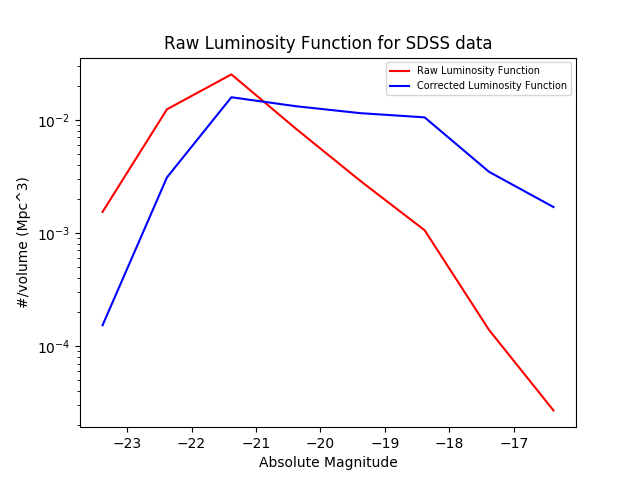 Raw Luminosity Function for SDSS data
Raw Luminosity Function
Corrected Luminosity Function
#/volume (Mpc^3)
10⁻²
10⁻³
10⁻⁴
−23 −22 −21 −20 −19 −18 −17
Absolute Magnitude